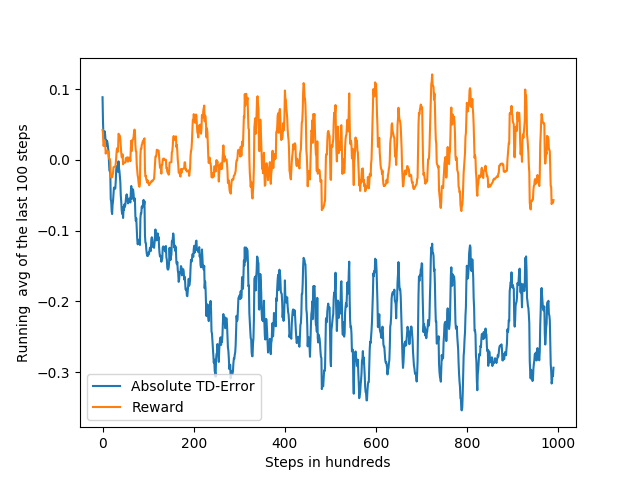 0.1
0.0
−0.1
−0.2
−0.3
Running  avg of the last 100 steps
Absolute TD-Error
Reward
0
200
400
600
800
1000
Steps in hundreds